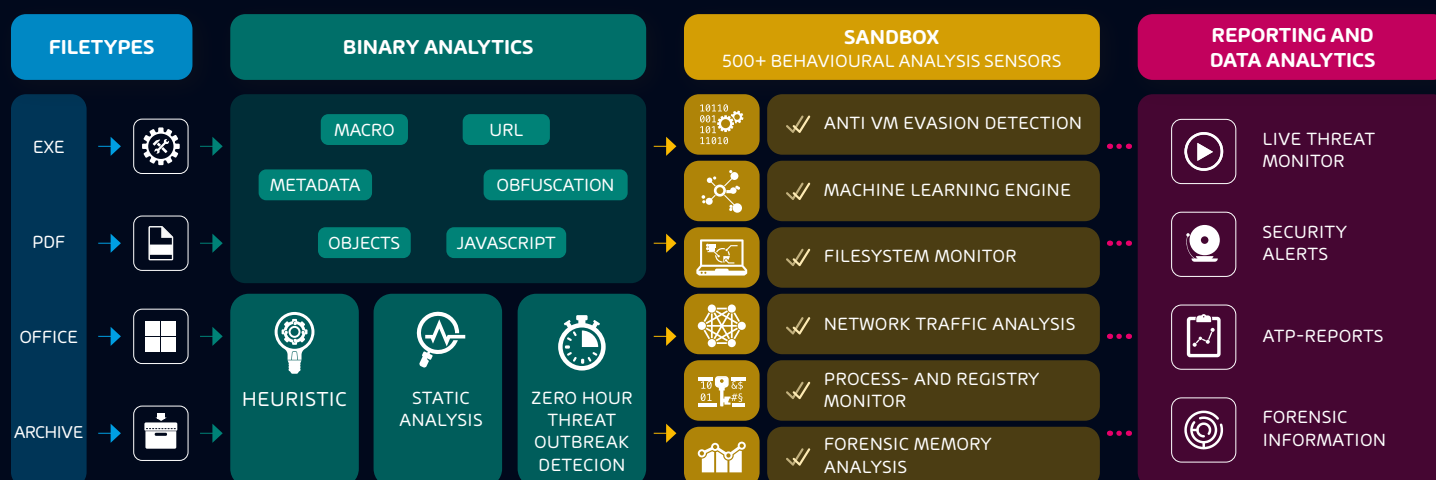 FILETYPES
EXE
PDF
OFFICE
ARCHIVE
BINARY ANALYTICS
MACRO
URL
METADATA
OBFUSCATION
OBJECTS
JAVASCRIPT
HEURISTIC
STATIC
ANALYSIS
ZERO HOUR
THREAT
OUTBREAK
DETECION
SANDBOX
500+ BEHAVIOURAL ANALYSIS SENSORS
10110
001
101
11010
ANTI VM EVASION DETECTION
MACHINE LEARNING ENGINE
FILESYSTEM MONITOR
NETWORK TRAFFIC ANALYSIS
10 &$
01 #§
PROCESS- AND REGISTRY
MONITOR
FORENSIC MEMORY
ANALYSIS
REPORTING AND
DATA ANALYTICS
LIVE THREAT
MONITOR
SECURITY
ALERTS
ATP-REPORTS
FORENSIC
INFORMATION